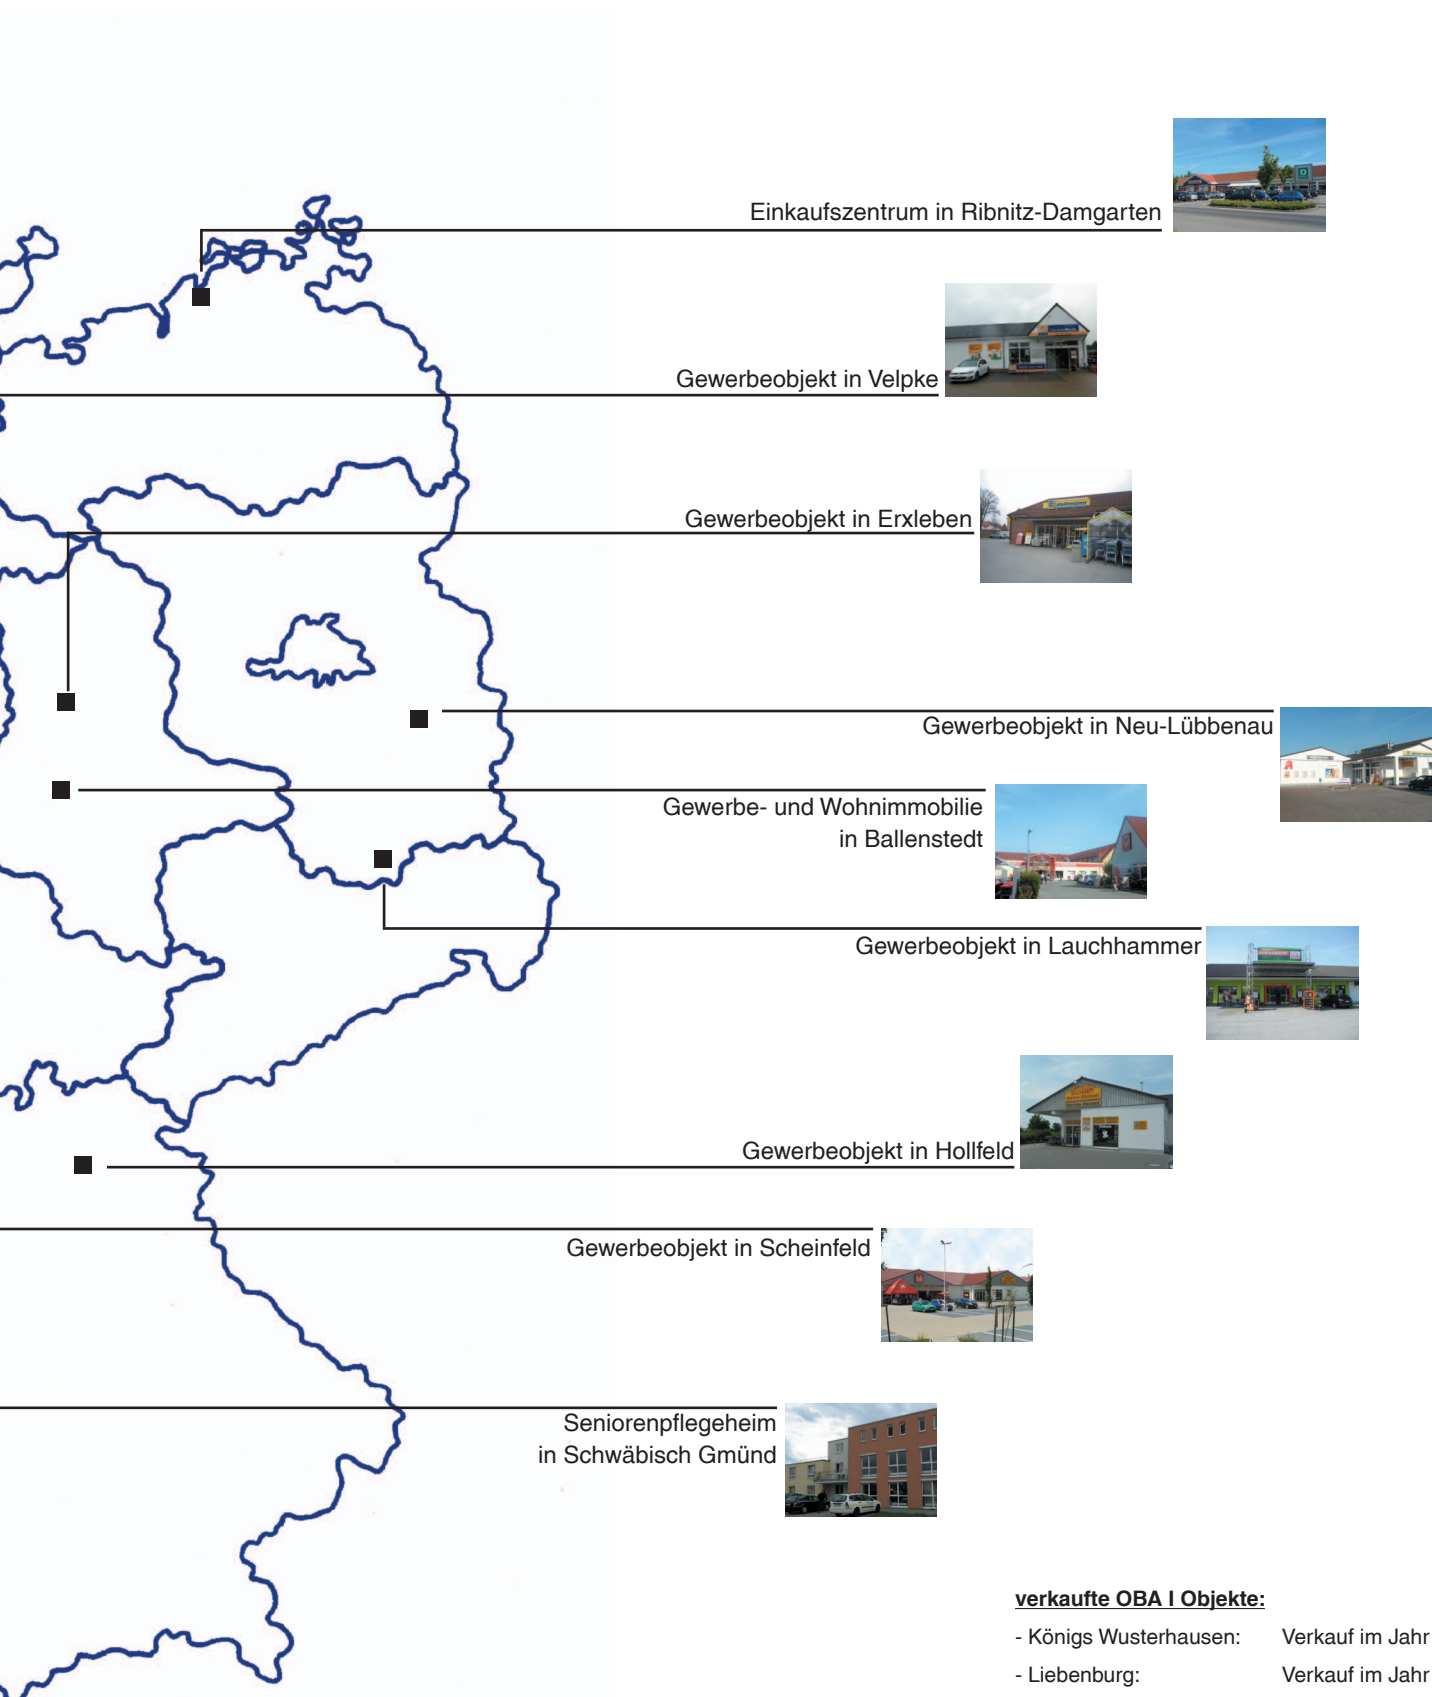 Einkaufszentrum in Ribnitz-Damgarten
Gewerbeobjekt in Velpke
Gewerbeobjekt in Erxleben
Gewerbeobjekt in Neu-Lübbenau
Gewerbe- und Wohnimmobilie
in Ballenstedt
Gewerbeobjekt in Lauchhammer
Gewerbeobjekt in Hollfeld
Gewerbeobjekt in Scheinfeld
Seniorenpflegeheim
in Schwäbisch Gmünd
verkaufte OBA I Objekte:
- Königs Wusterhausen: Verkauf im Jahr
- Liebenburg: Verkauf im Jahr